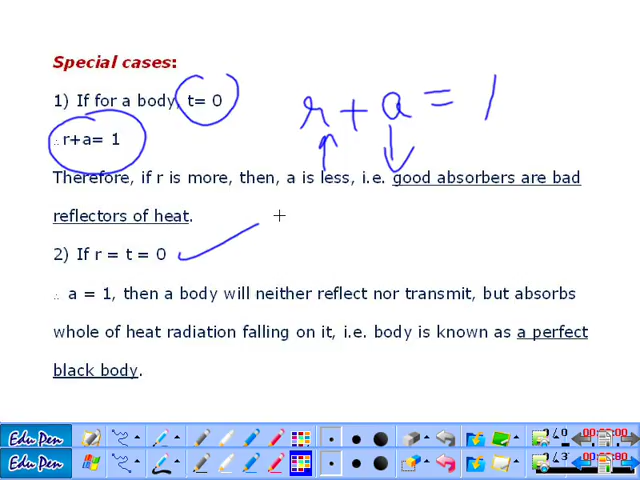 Special cases:
1) If for a body, t= 0
r + a = 1
∴ r+a= 1
Therefore, if r is more, then, a is less, i.e. good absorbers are bad
reflectors of heat.
2) If r = t = 0
∴ a = 1, then a body will neither reflect nor transmit, but absorbs
whole of heat radiation falling on it, i.e. body is known as a perfect
black body.
Edu Pen
Edu Pen